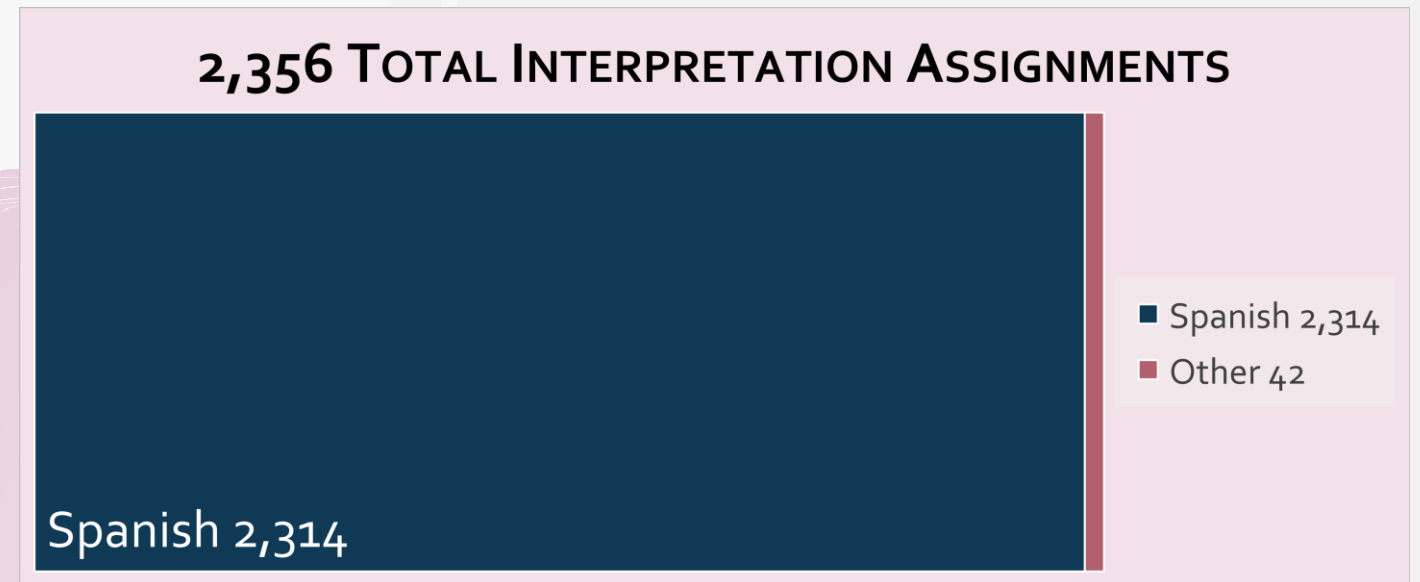 2,356 TOTAL INTERPRETATION ASSIGNMENTS
Spanish 2,314
Spanish 2,314
Other 42